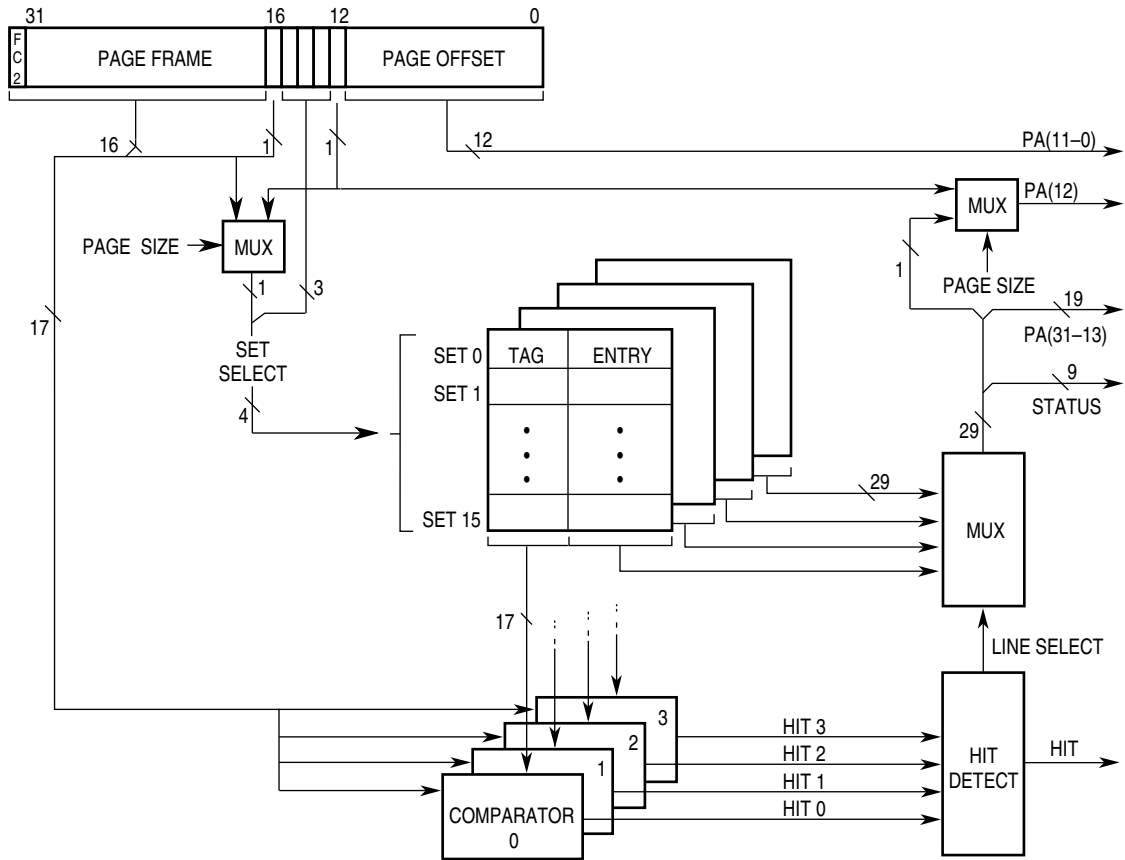 31 16 12 0
F
C
2
PAGE FRAME
PAGE OFFSET
16
1
1
12
PA(11–0)
MUX
PA(12)
PAGE SIZE
MUX
1
3
1
PAGE SIZE
19
PA(31–13)
17
SET
SELECT
4
SET 0
TAG
ENTRY
SET 1
9
STATUS
29
SET 15
29
MUX
17
LINE SELECT
3
2
1
COMPARATOR
0
HIT 3
HIT 2
HIT 1
HIT 0
HIT
DETECT
HIT